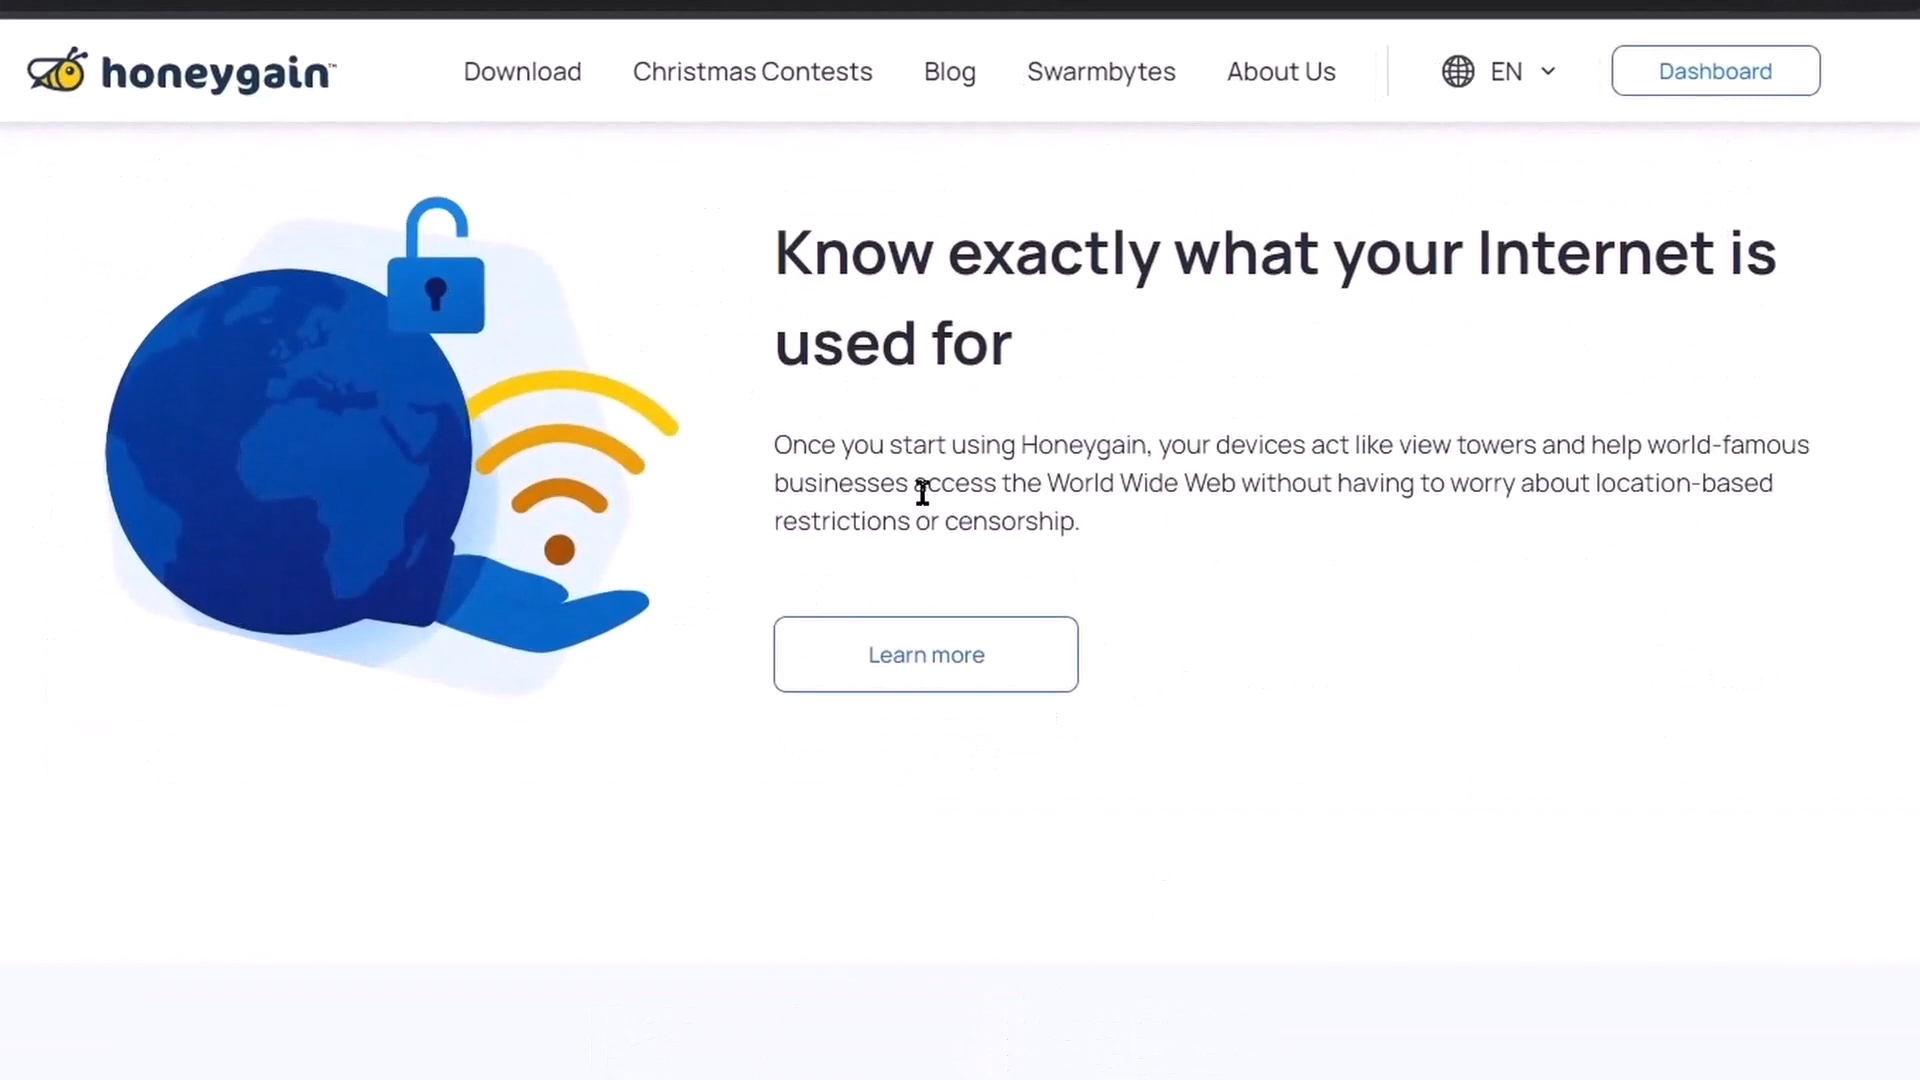 honeygain™
Download Christmas Contests Blog Swarmbytes About Us EN Dashboard
Know exactly what your Internet is
used for
Once you start using Honeygain, your devices act like view towers and help world-famous
businesses access the World Wide Web without having to worry about location-based
restrictions or censorship.
Learn more